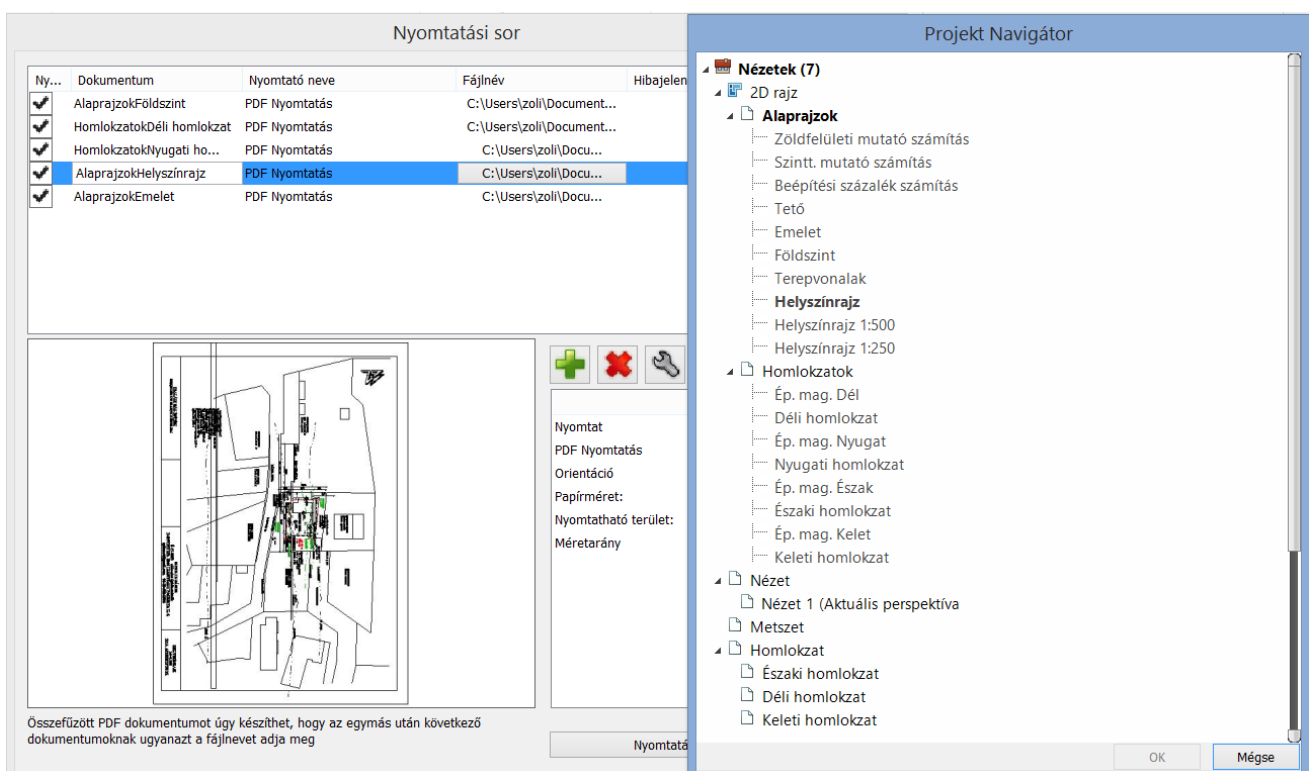 Nyomtatási sor
Ny... Dokumentum Nyomtató neve Fájlnév Hibajelen
AlaprajzokFöldszint PDF Nyomtatás C:\Users\zoli\Document...
HomlokzatokDéli homlokzat PDF Nyomtatás C:\Users\zoli\Document...
HomlokzatokNyugati ho... PDF Nyomtatás C:\Users\zoli\Docu...
AlaprajzokHelyszínrajz PDF Nyomtatás C:\Users\zoli\Docu...
AlaprajzokEmelet PDF Nyomtatás C:\Users\zoli\Docu...
Nyomtat
PDF Nyomtatás
Orientáció
Papírméret:
Nyomtatható terület:
Méretarány
Összefűzött PDF dokumentumot úgy készíthet, hogy az egymás után következő
dokumentumoknak ugyanazt a fájlnevet adja meg
Nyomtatá
Projekt Navigátor
Nézetek (7)
2D rajz
Alaprajzok
Zöldfelületi mutató számítás
Szintt. mutató számítás
Beépítési százalék számítás
Tető
Emelet
Földszint
Terepvonalak
Helyszínrajz
Helyszínrajz 1:500
Helyszínrajz 1:250
Homlokzatok
Ép. mag. Dél
Déli homlokzat
Ép. mag. Nyugat
Nyugati homlokzat
Ép. mag. Észak
Északi homlokzat
Ép. mag. Kelet
Keleti homlokzat
Nézet
Nézet 1 (Aktuális perspektíva
Metszet
Homlokzat
Északi homlokzat
Déli homlokzat
Keleti homlokzat
OK Mégse